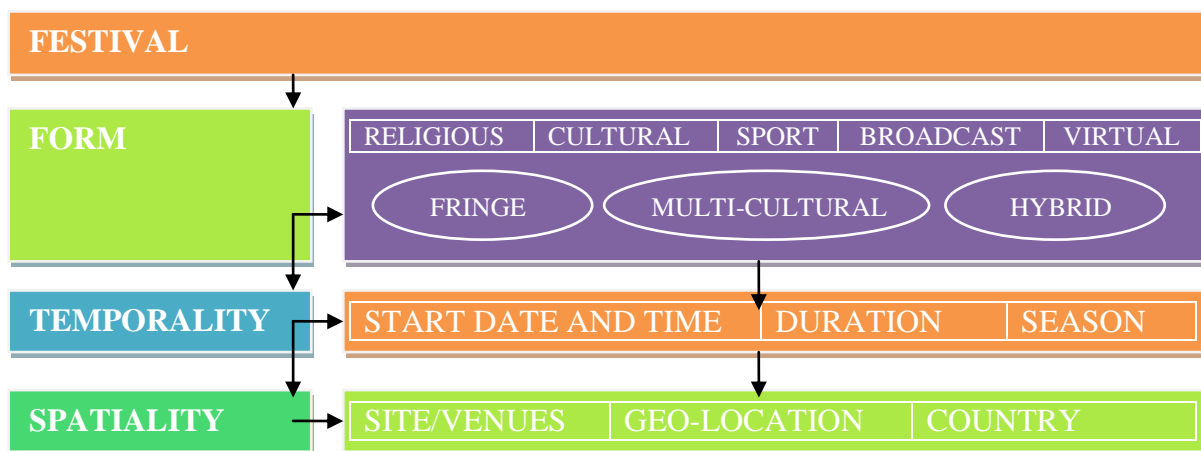 FESTIVAL
FORM
RELIGIOUS CULTURAL SPORT BROADCAST VIRTUAL
FRINGE MULTI-CULTURAL HYBRID
TEMPORALITY START DATE AND TIME DURATION SEASON
SPATIALITY SITE/VENUES GEO-LOCATION COUNTRY